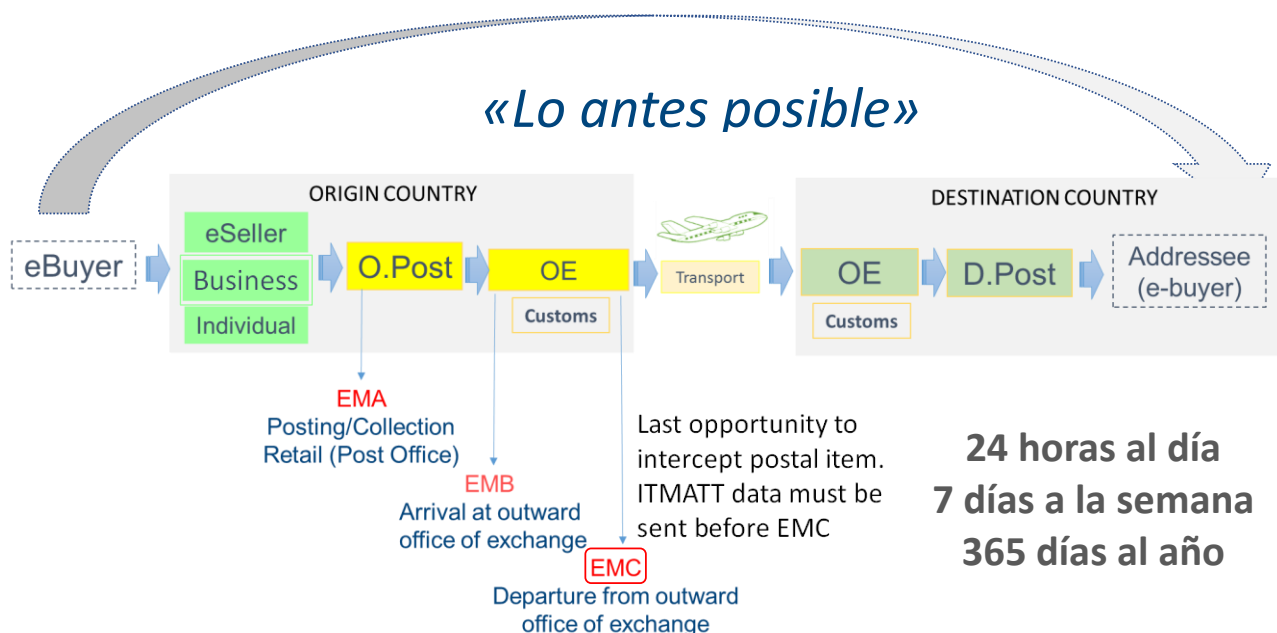 «Lo antes posible»
ORIGIN COUNTRY
DESTINATION COUNTRY
eBuyer
eSeller
Business
Individual
O.Post
OE
Customs
Transport
OE
Customs
D.Post
Addressee
(e-buyer)
EMA
Posting/Collection
Retail (Post Office)
EMB
Arrival at outward
office of exchange
Last opportunity to
intercept postal item.
ITMATT data must be
sent before EMC
EMC
Departure from outward
office of exchange
24 horas al día
7 días a la semana
365 días al año